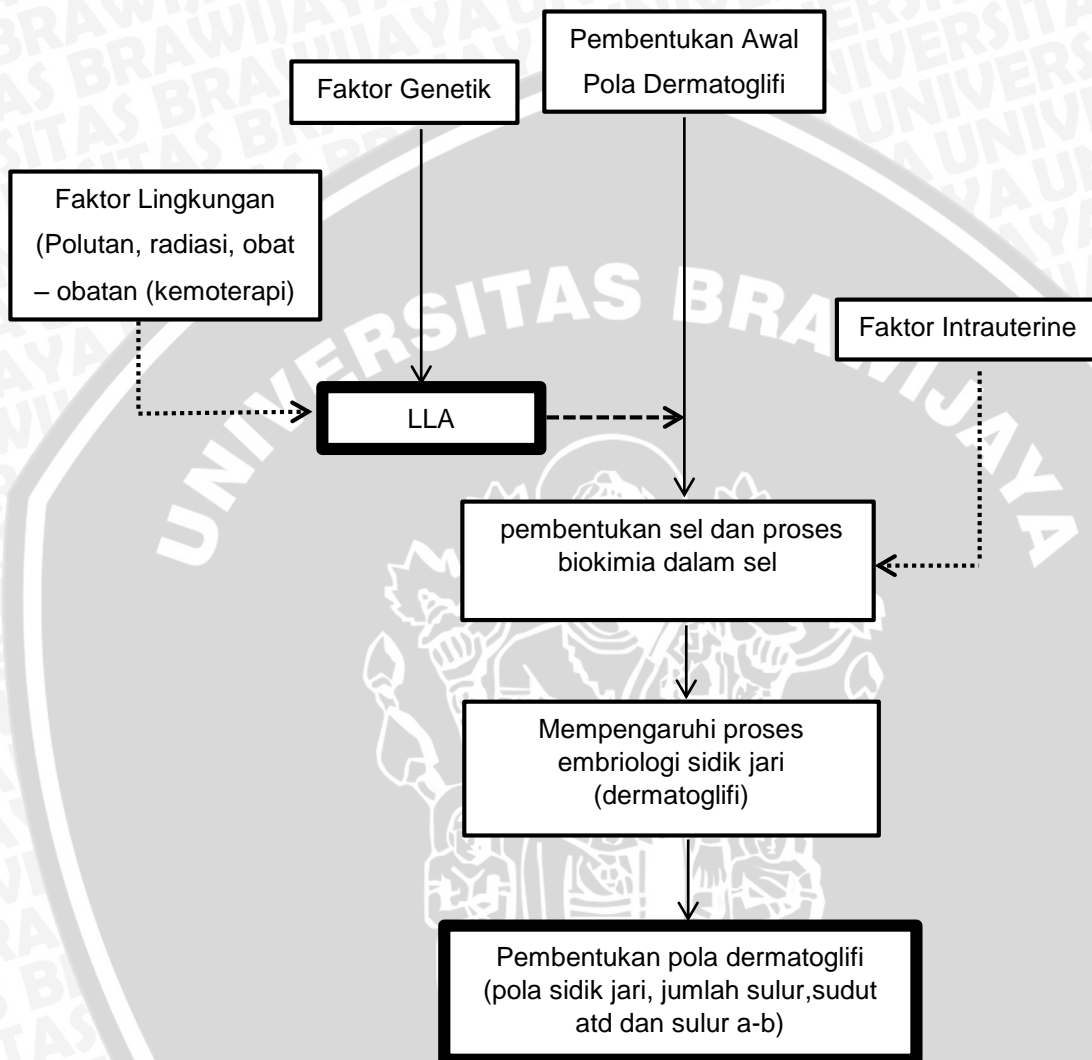 Pembentukan Awal
Pola Dermatoglifi
Faktor Genetik
Faktor Lingkungan
(Polutan, radiasi, obat
– obatan (kemoterapi)
Faktor Intrauterine
UNIVERSITAS BRAWIJAYA
LLA
pembentukan sel dan proses
biokimia dalam sel
Mempengaruhi proses
embriologi sidik jari
(dermatoglifi)
Pembentukan pola dermatoglifi
(pola sidik jari, jumlah sulur,sudut
atd dan sulur a-b)